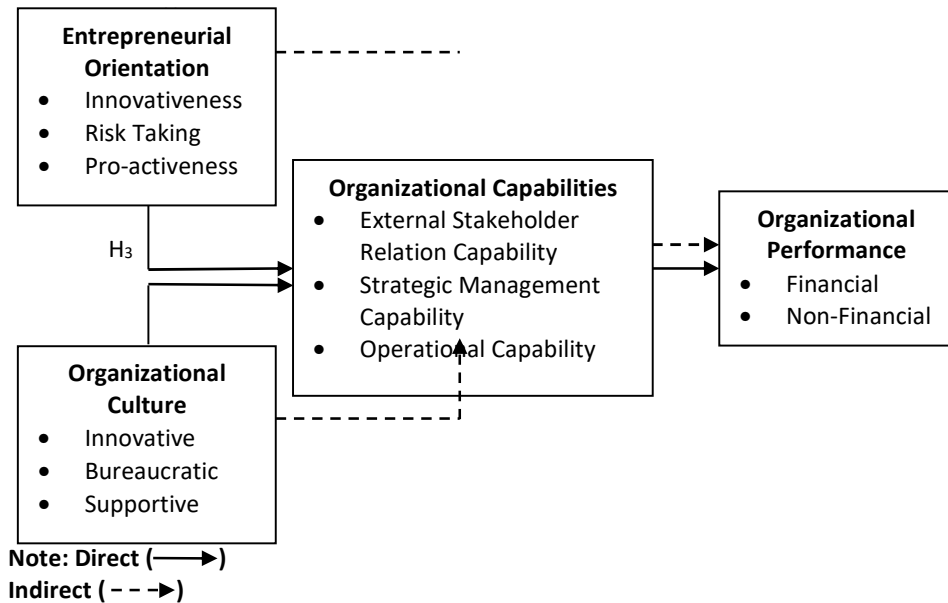 Entrepreneurial
Orientation
• Innovativeness
• Risk Taking
• Pro-activeness
H3
Organizational Capabilities
• External Stakeholder
Relation Capability
• Strategic Management
Capability
• Operational Capability
Organizational
Performance
• Financial
• Non-Financial
Organizational
Culture
• Innovative
• Bureaucratic
• Supportive
Note: Direct (⟶)
Indirect (- - ->)